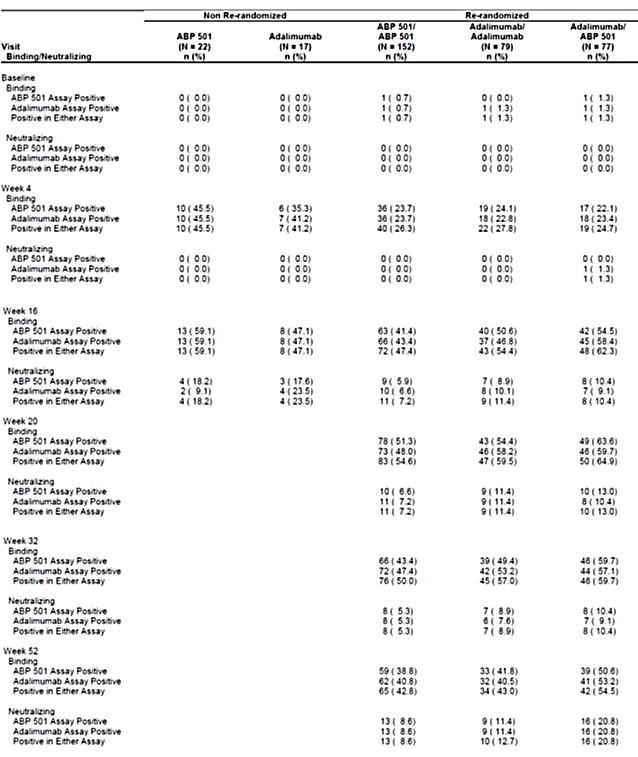 Non Re-randomized Re-randomized
ABP 501/ Adalimumab/ Adalimumab/
ABP 501 Adalimumab ABP 501 Adalimumab ABP 501
Visit (N = 22) (N = 17) (N = 152) (N = 79) (N = 77)
Binding/Neutralizing n (%) n (%) n (%) n (%) n (%)
Baseline
Binding
ABP 501 Assay Positive 0 ( 0.0) 0 ( 0.0) 1 ( 0.7) 0 ( 0.0) 1 ( 1.3)
Adalimumab Assay Positive 0 ( 0.0) 0 ( 0.0) 1 ( 0.7) 1 ( 1.3) 1 ( 1.3)
Positive in Either Assay 0 ( 0.0) 0 ( 0.0) 1 ( 0.7) 1 ( 1.3) 1 ( 1.3)
Neutralizing
ABP 501 Assay Positive 0 ( 0.0) 0 ( 0.0) 0 ( 0.0) 0 ( 0.0) 0 ( 0.0)
Adalimumab Assay Positive 0 ( 0.0) 0 ( 0.0) 0 ( 0.0) 0 ( 0.0) 0 ( 0.0)
Positive in Either Assay 0 ( 0.0) 0 ( 0.0) 0 ( 0.0) 0 ( 0.0) 0 ( 0.0)
Week 4
Binding
ABP 501 Assay Positive 10 (45.5) 6 (35.3) 36 (23.7) 19 (24.1) 17 (22.1)
Adalimumab Assay Positive 10 (45.5) 7 (41.2) 36 (23.7) 18 (22.8) 18 (23.4)
Positive in Either Assay 10 (45.5) 7 (41.2) 40 (26.3) 22 (27.8) 19 (24.7)
Neutralizing
ABP 501 Assay Positive 0 ( 0.0) 0 ( 0.0) 0 ( 0.0) 0 ( 0.0) 0 ( 0.0)
Adalimumab Assay Positive 0 ( 0.0) 0 ( 0.0) 0 ( 0.0) 0 ( 0.0) 1 ( 1.3)
Positive in Either Assay 0 ( 0.0) 0 ( 0.0) 0 ( 0.0) 0 ( 0.0) 1 ( 1.3)
Week 16
Binding
ABP 501 Assay Positive 13 (59.1) 8 (47.1) 63 (41.4) 40 (50.6) 42 (54.5)
Adalimumab Assay Positive 13 (59.1) 8 (47.1) 66 (43.4) 37 (46.8) 45 (58.4)
Positive in Either Assay 13 (59.1) 8 (47.1) 72 (47.4) 43 (54.4) 48 (62.3)
Neutralizing
ABP 501 Assay Positive 4 (18.2) 3 (17.6) 9 ( 5.9) 7 ( 8.9) 8 (10.4)
Adalimumab Assay Positive 2 ( 9.1) 4 (23.5) 10 ( 6.6) 8 (10.1) 7 ( 9.1)
Positive in Either Assay 4 (18.2) 4 (23.5) 11 ( 7.2) 9 (11.4) 8 (10.4)
Week 20
Binding
ABP 501 Assay Positive 78 (51.3) 43 (54.4) 49 (63.6)
Adalimumab Assay Positive 73 (48.0) 46 (58.2) 46 (59.7)
Positive in Either Assay 83 (54.6) 47 (59.5) 50 (64.9)
Neutralizing
ABP 501 Assay Positive 10 ( 6.6) 9 (11.4) 10 (13.0)
Adalimumab Assay Positive 11 ( 7.2) 9 (11.4) 8 (10.4)
Positive in Either Assay 11 ( 7.2) 9 (11.4) 10 (13.0)
Week 32
Binding
ABP 501 Assay Positive 66 (43.4) 39 (49.4) 46 (59.7)
Adalimumab Assay Positive 72 (47.4) 42 (53.2) 44 (57.1)
Positive in Either Assay 76 (50.0) 45 (57.0) 46 (59.7)
Neutralizing
ABP 501 Assay Positive 8 ( 5.3) 7 ( 8.9) 8 (10.4)
Adalimumab Assay Positive 8 ( 5.3) 6 ( 7.6) 7 ( 9.1)
Positive in Either Assay 8 ( 5.3) 7 ( 8.9) 8 (10.4)
Week 52
Binding
ABP 501 Assay Positive 59 (38.8) 33 (41.8) 39 (50.6)
Adalimumab Assay Positive 62 (40.8) 32 (40.5) 41 (53.2)
Positive in Either Assay 65 (42.8) 34 (43.0) 42 (54.5)
Neutralizing
ABP 501 Assay Positive 13 ( 8.6) 9 (11.4) 16 (20.8)
Adalimumab Assay Positive 13 ( 8.6) 9 (11.4) 16 (20.8)
Positive in Either Assay 13 ( 8.6) 10 (12.7) 16 (20.8)